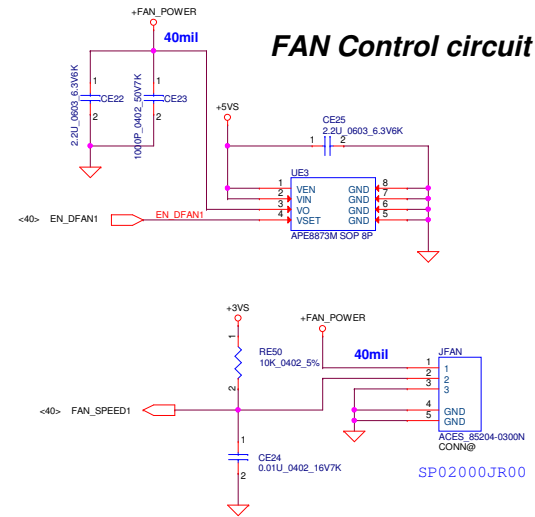 +FAN_POWER
40mil
FAN Control circuit
2.2U_0603_6.3V6K
1
CE22
2
1000P_0402_50V7K
1
CE23
2
+5VS
CE25
2.2U_0603_6.3V6K
1 2
UE3
1 VEN GND 8
2 VIN GND 7
3 VO GND 6
4 VSET GND 5
APE8873M SOP 8P
<40> EN_DFAN1 EN_DFAN1
+3VS
+FAN_POWER
1
RE50
10K_0402_5%
2
40mil
JFAN
1 1
2 2
3 3
4 GND
5 GND
ACES_85204-0300N
CONN@
SP02000JR00
<40> FAN_SPEED1
1
CE24
0.01U_0402_16V7K
2